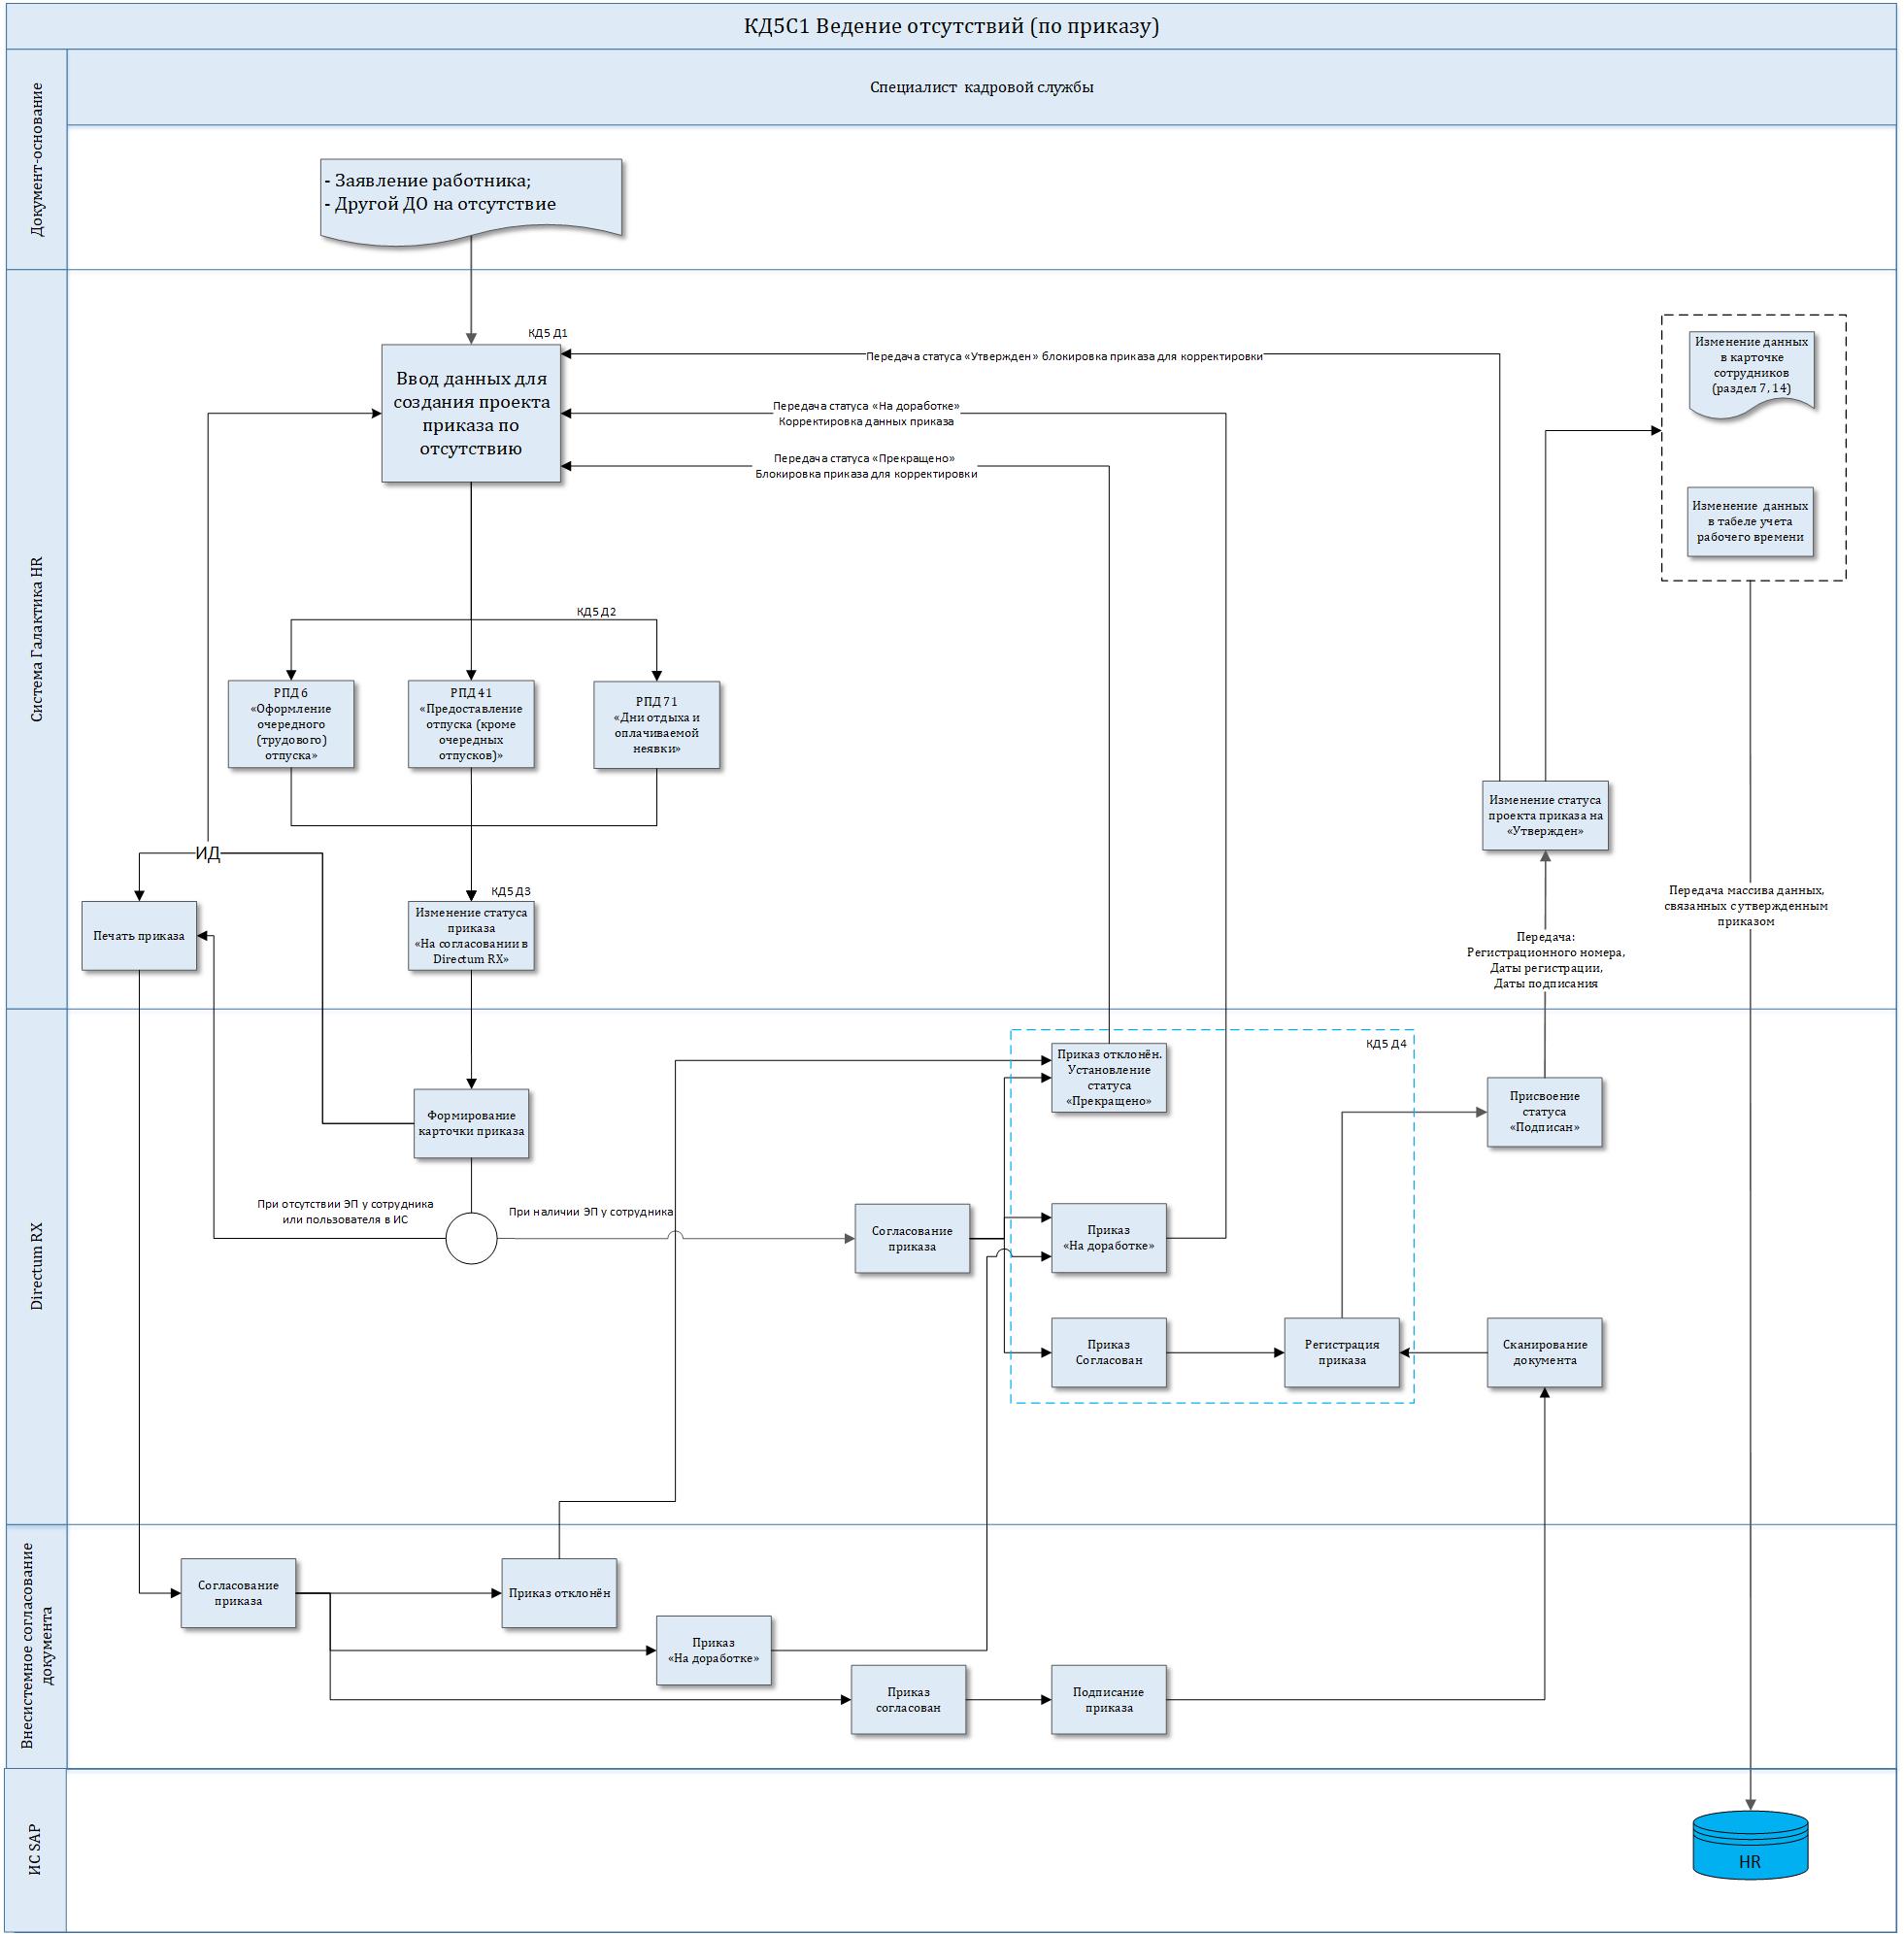 КД5С1 Ведение отсутствий (по приказу)
Документ-основание
Специалист кадровой службы
- Заявление работника;
- Другой ДО на отсутствие
Система Галактика HR
КД5 Д1
Ввод данных для
создания проекта
приказа по
отсутствию
Передача статуса «Утвержден» блокировка приказа для корректировки
Передача статуса «На доработке»
Корректировка данных приказа
Передача статуса «Прекращено»
Блокировка приказа для корректировки
Изменение данных
в карточке
сотрудников
(раздел 7, 14)
Изменение данных
в табеле учета
рабочего времени
КД5 Д2
РПД 6
«Оформление
очередного
(трудового)
отпуска»
РПД 41
«Предоставление
отпуска (кроме
очередных
отпусков)»
РПД 71
«Дни отдыха и
оплачиваемой
неявки»
Изменение статуса
проекта приказа на
«Утвержден»
ИД
КД5 Д3
Печать приказа
Изменение статуса
приказа
«На согласовании в
Directum RX»
Передача:
Регистрационного номера,
Даты регистрации,
Даты подписания
Передача массива данных,
связанных с утвержденным
приказом
Directum RX
КД5 Д4
Приказ отклонён.
Установление
статуса
«Прекращено»
Формирование
карточки приказа
Присвоение
статуса
«Подписан»
При отсутствии ЭП у сотрудника
или пользователя в ИС
При наличии ЭП у сотрудника
Согласование
приказа
Приказ
«На доработке»
Приказ
Согласован
Регистрация
приказа
Сканирование
документа
Внесистемное согласование
документа
Согласование
приказа
Приказ отклонён
Приказ
«На доработке»
Приказ
согласован
Подписание
приказа
ИС SAP
HR